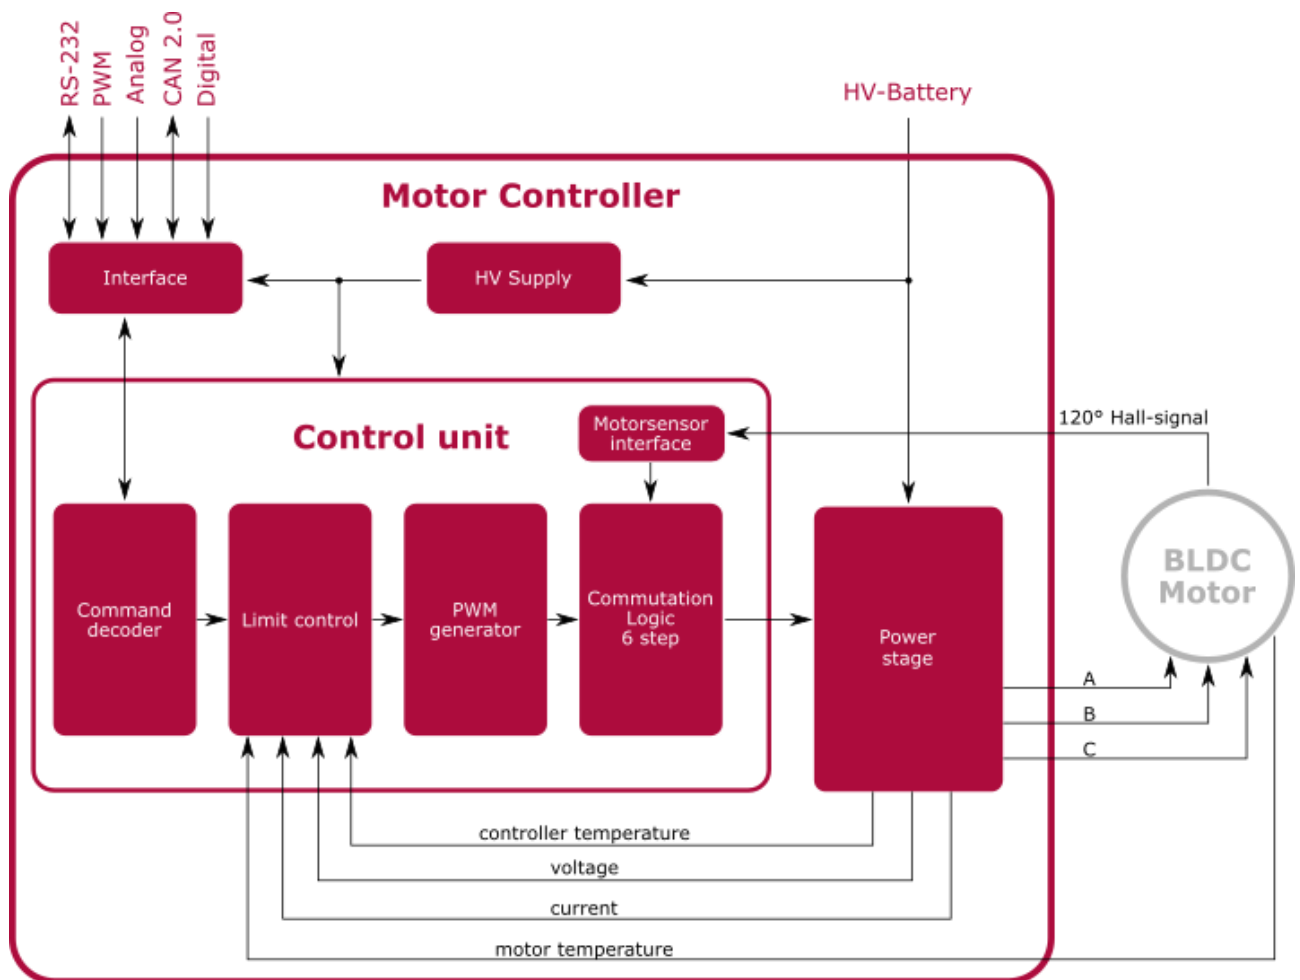 RS-232
PWM
Analog
CAN 2.0
Digital
HV-Battery
Motor Controller
Interface
HV Supply
120° Hall-signal
Control unit
Motorsensor
interface
Command
decoder
Limit control
PWM
generator
Commutation
Logic
6 step
Power
stage
BLDC
Motor
A
B
C
controller temperature
voltage
current
motor temperature